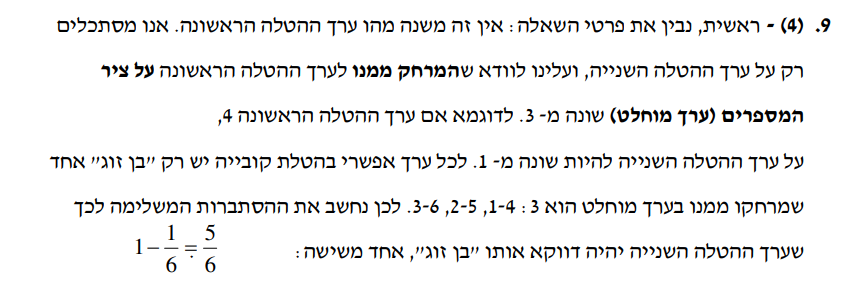 9. (4) - ראשית, נבין את פרטי השאלה: אין זה משנה מהו ערך ההטלה הראשונה. אנו מסתכלים
רק על ערך ההטלה השנייה, ועלינו לוודא שהמרחק ממנו לערך ההטלה הראשונה על ציר
המספרים (ערך מוחלט) שונה מ- 3. לדוגמא אם ערך ההטלה הראשונה 4,
על ערך ההטלה השנייה להיות שונה מ- 1. לכל ערך אפשרי בהטלת קובייה יש רק "בן זוג" אחד
שמרחקו ממנו בערך מוחלט הוא 3: 1-4, 2-5, 3-6. לכן נחשב את ההסתברות המשלימה לכך
שערך ההטלה השנייה יהיה דווקא אותו "בן זוג", אחד משישה: 1 - 1/6 = 5/6.